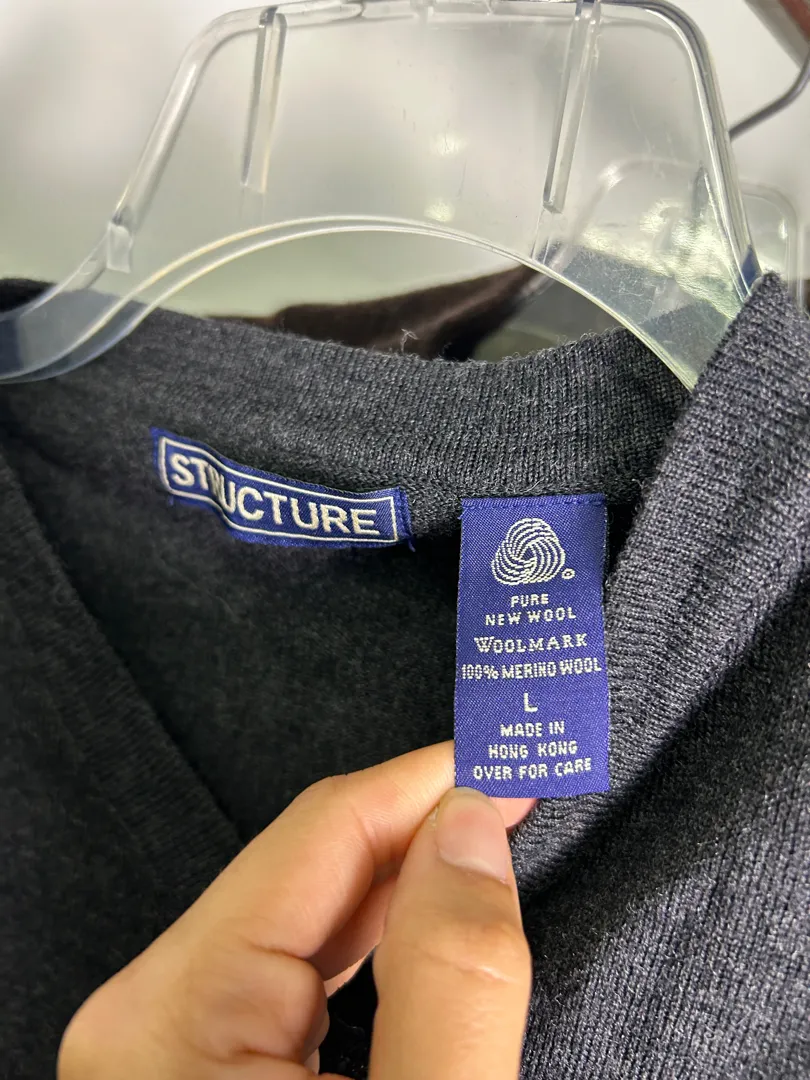 STRUCTURE
PURE
NEW WOOL
WOOLMARK
100% MERINO WOOL
L
MADE IN
HONG KONG
OVER FOR CARE